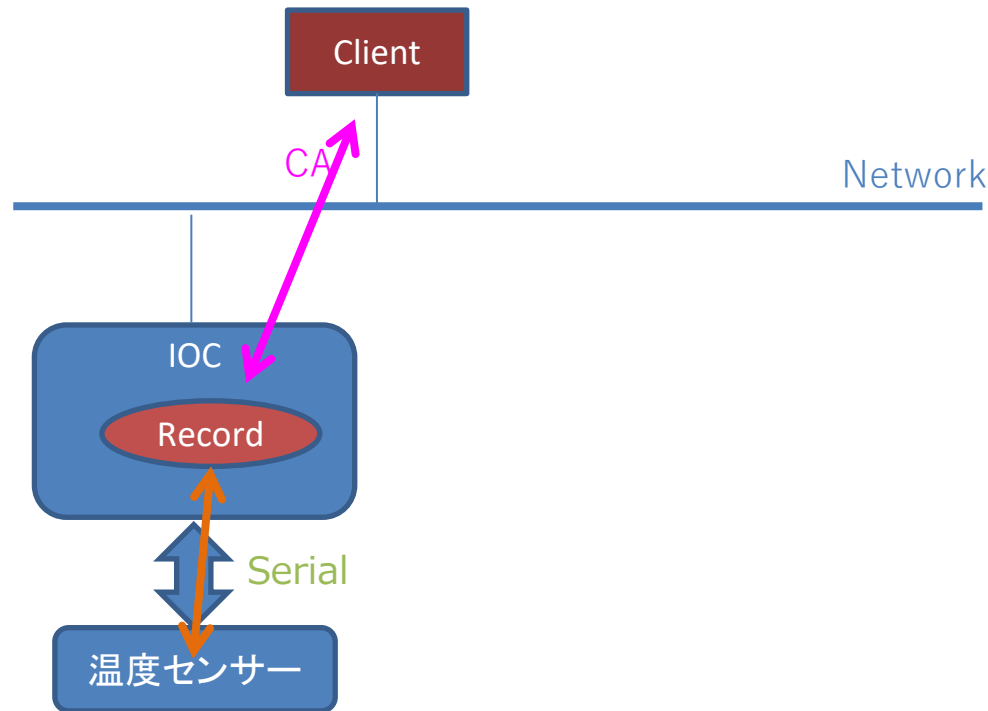 Client
CA
Network
IOC
Record
Serial
温度センサー